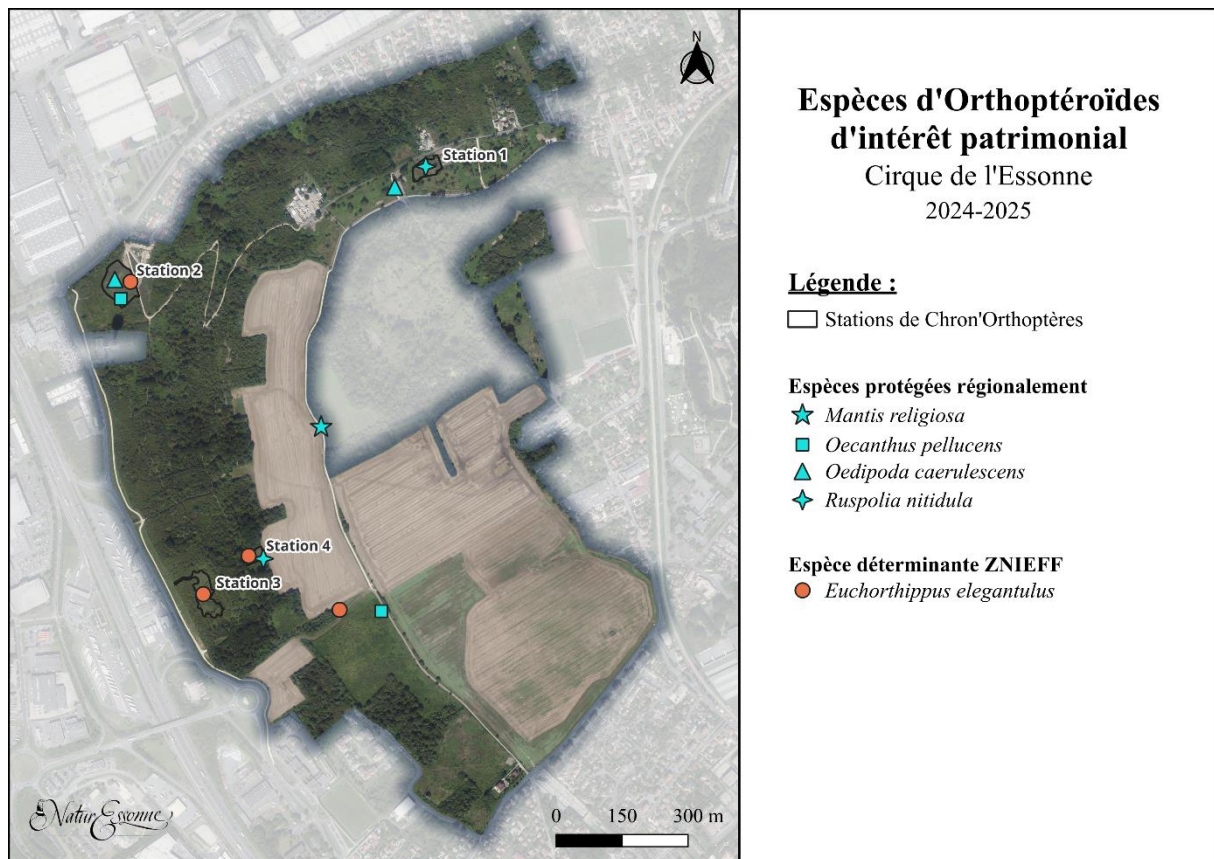 N
Station 1
Station 2
Station 4
Station 3
NaturEssonne
0 150 300 m
Espèces d'Orthoptéroïdes
d'intérêt patrimonial
Cirque de l'Essonne
2024-2025
Légende :
Stations de Chron'Orthoptères
Espèces protégées régionalement
Mantis religiosa
Oecanthus pellucens
Oedipoda caerulescens
Ruspolia nitidula
Espèce déterminante ZNIEFF
Euchorthippus elegantulus